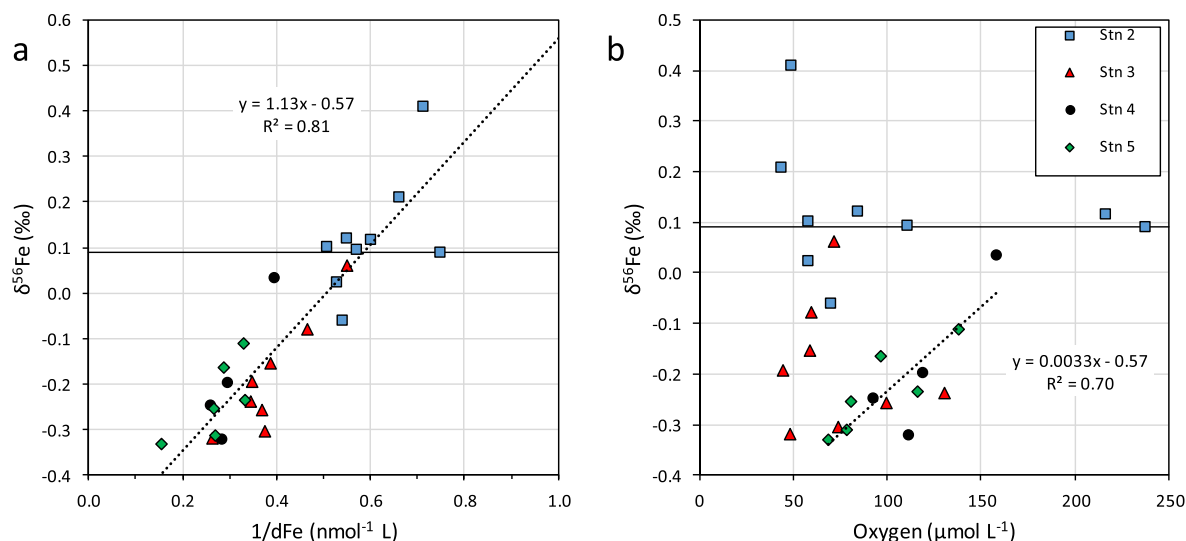 a
0.6
0.5
0.4
0.3
0.2
0.1
0.0
-0.1
-0.2
-0.3
-0.4
δ⁵⁶Fe (‰)
y = 1.13x - 0.57
R² = 0.81
0.0 0.2 0.4 0.6 0.8 1.0
1/dFe (nmol⁻¹ L)
b
0.5
0.4
0.3
0.2
0.1
0.0
-0.1
-0.2
-0.3
-0.4
δ⁵⁶Fe (‰)
Stn 2
Stn 3
Stn 4
Stn 5
y = 0.0033x - 0.57
R² = 0.70
0 50 100 150 200 250
Oxygen (µmol L⁻¹)